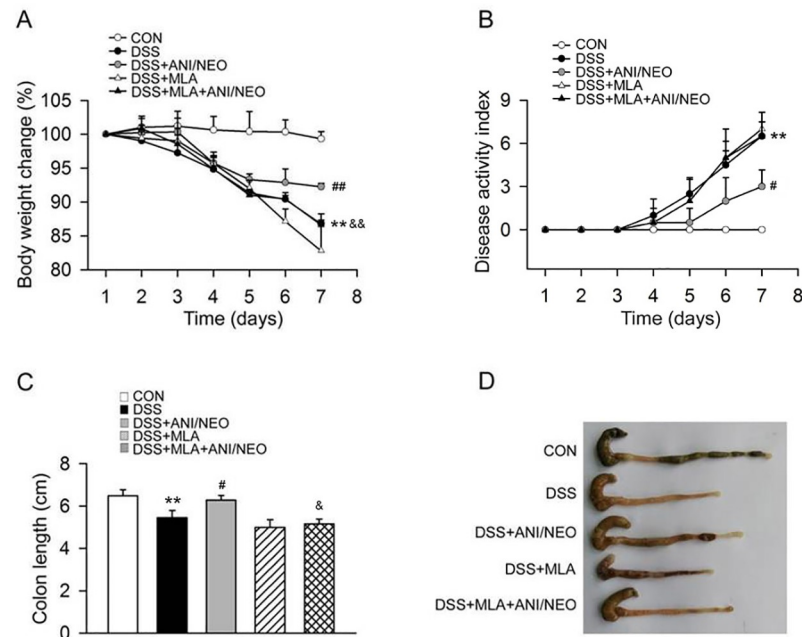 A
CON
DSS
DSS+ANI/NEO
DSS+MLA
DSS+MLA+ANI/NEO
Body weight change (%)
105
100
95
90
85
80
##
**&&
1 2 3 4 5 6 7 8
Time (days)
B
CON
DSS
DSS+ANI/NEO
DSS+MLA
DSS+MLA+ANI/NEO
Disease activity index
9
6
3
0
**
#
1 2 3 4 5 6 7 8
Time (days)
C
CON
DSS
DSS+ANI/NEO
DSS+MLA
DSS+MLA+ANI/NEO
Colon length (cm)
8
6
4
2
0
**
#
&
D
CON
DSS
DSS+ANI/NEO
DSS+MLA
DSS+MLA+ANI/NEO